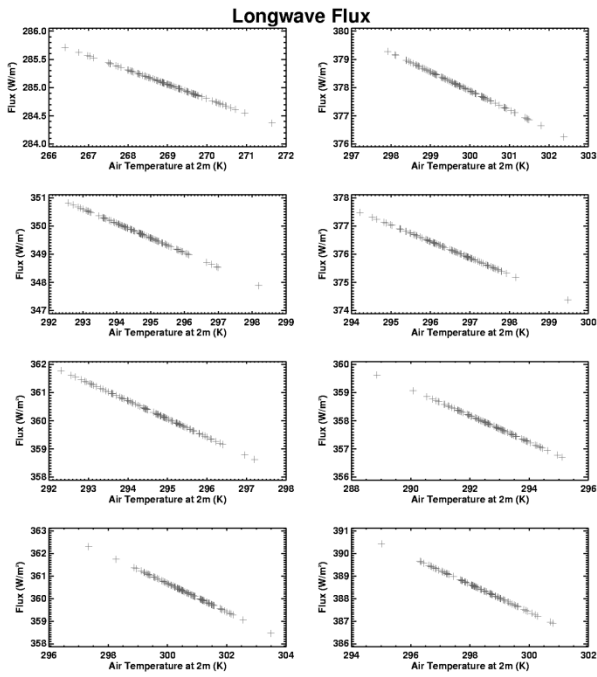 Longwave Flux
286.0
285.5
285.0
284.5
284.0
Flux (W/m²)
266 267 268 269 270 271 272
Air Temperature at 2m (K)
380
379
378
377
376
Flux (W/m²)
297 298 299 300 301 302 303
Air Temperature at 2m (K)
351
350
349
348
347
Flux (W/m²)
292 293 294 295 296 297 298 299
Air Temperature at 2m (K)
378
377
376
375
374
Flux (W/m²)
294 295 296 297 298 299 300
Air Temperature at 2m (K)
362
361
360
359
358
Flux (W/m²)
292 293 294 295 296 297 298
Air Temperature at 2m (K)
360
359
358
357
356
Flux (W/m²)
288 290 292 294 296
Air Temperature at 2m (K)
363
362
361
360
359
358
Flux (W/m²)
296 298 300 302 304
Air Temperature at 2m (K)
391
390
389
388
387
386
Flux (W/m²)
294 296 298 300 302
Air Temperature at 2m (K)